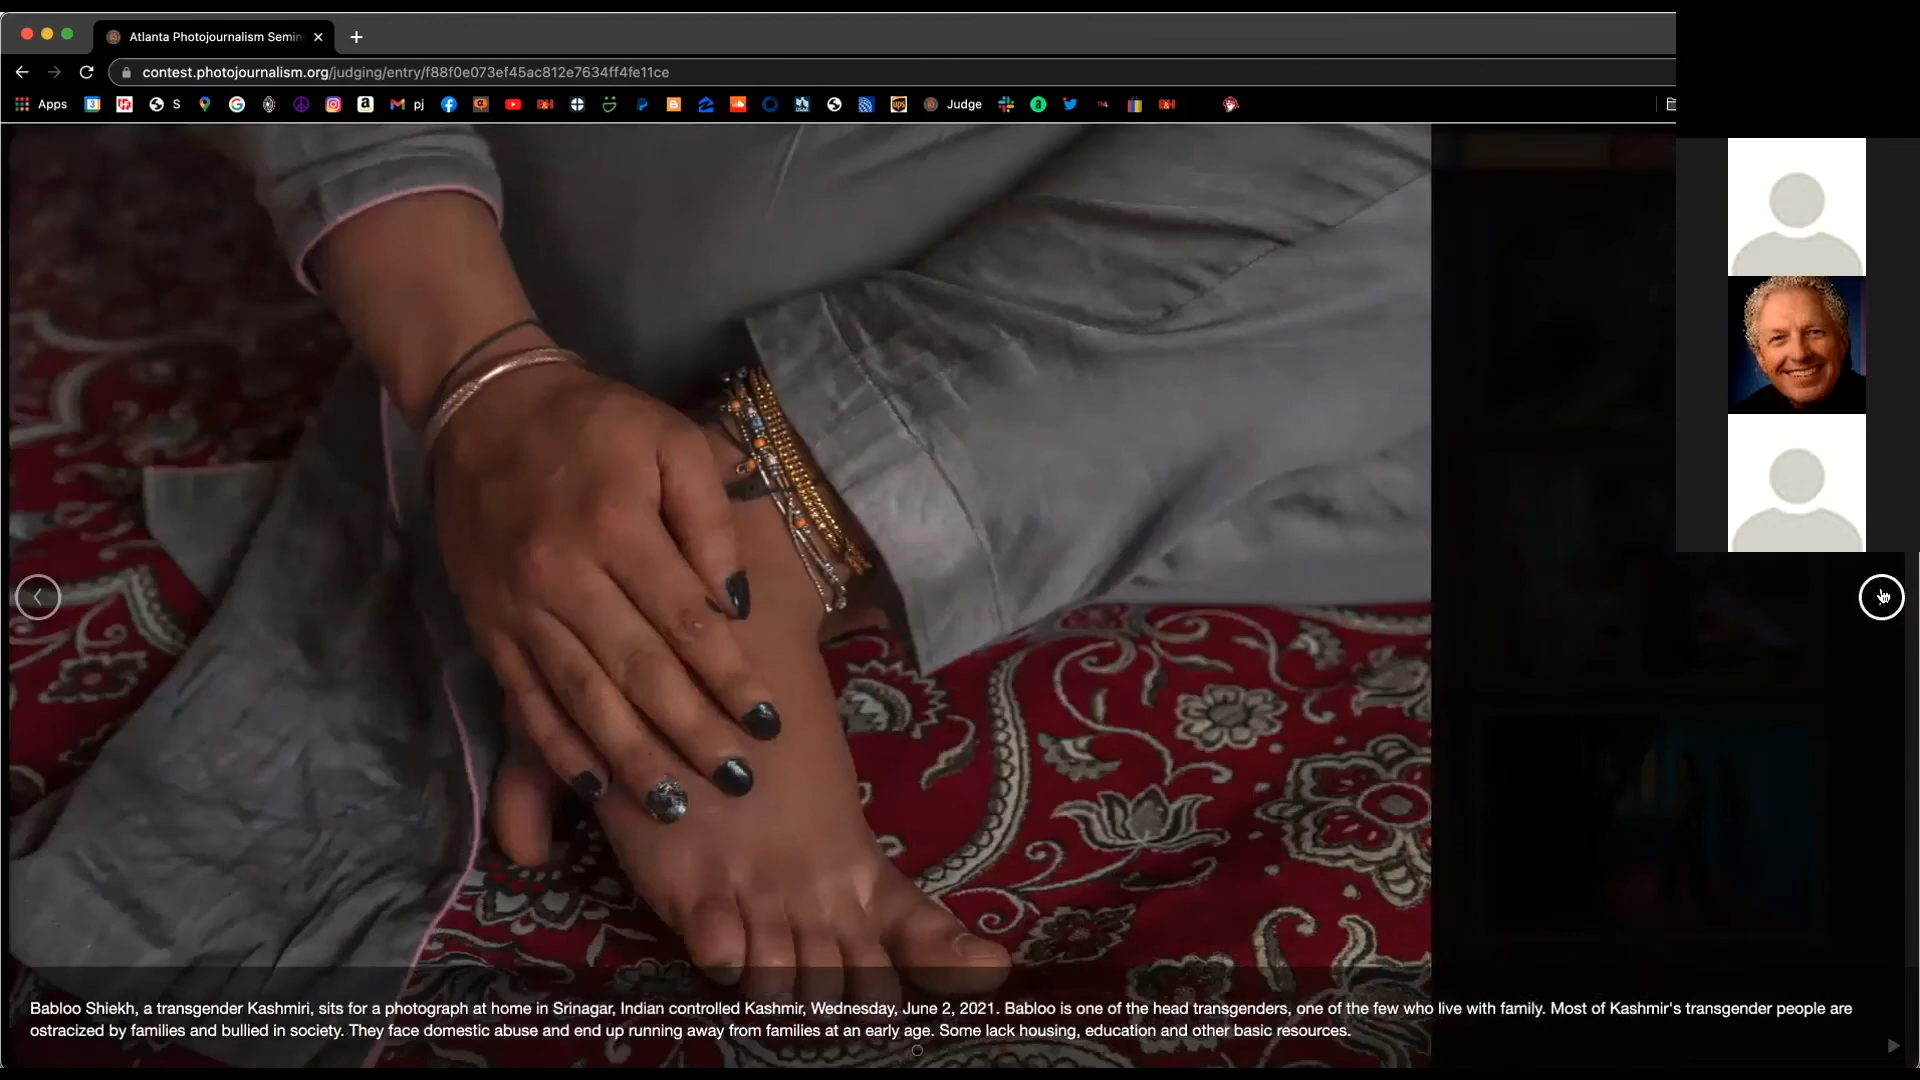 Atlanta Photojournalism Semin
contest.photojournalism.org/judging/entry/f88f0e073ef45ac812e7634ff4fe11ce
Apps S pj Judge
Babloo Shiekh, a transgender Kashmiri, sits for a photograph at home in Srinagar, Indian controlled Kashmir, Wednesday, June 2, 2021. Babloo is one of the head transgenders, one of the few who live with family. Most of Kashmir's transgender people are
ostracized by families and bullied in society. They face domestic abuse and end up running away from families at an early age. Some lack housing, education and other basic resources.